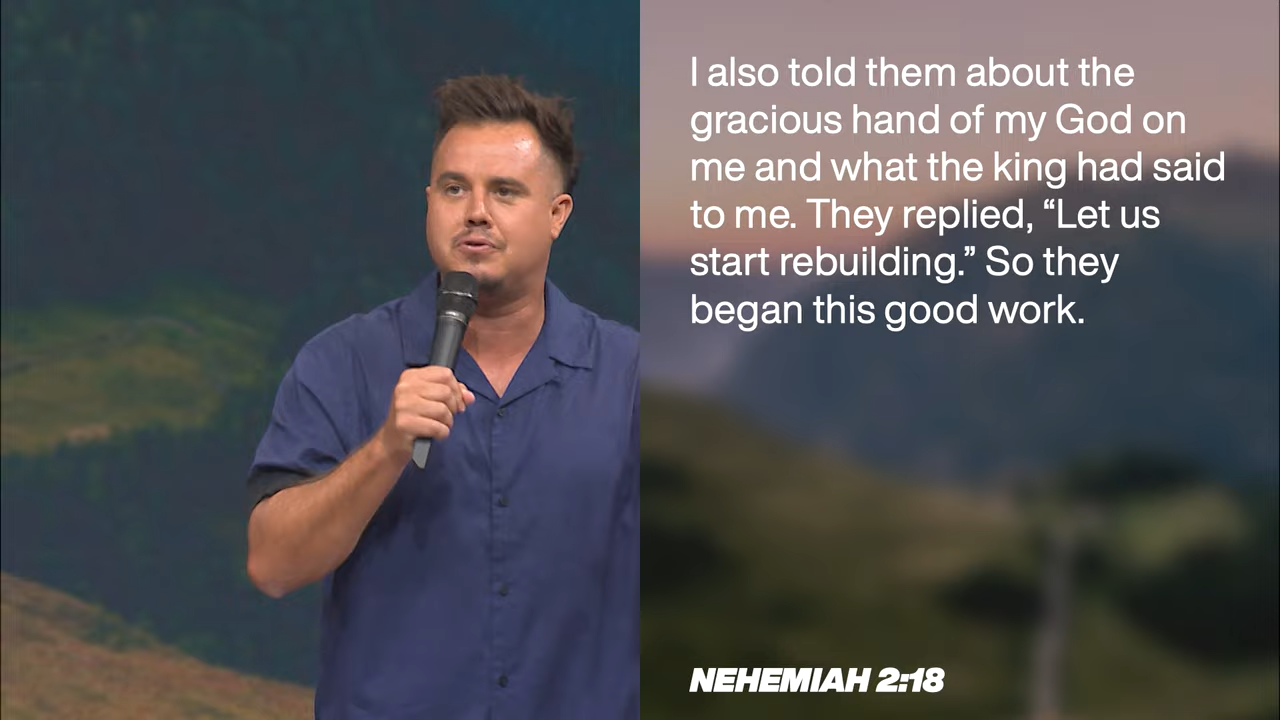 I also told them about the
gracious hand of my God on
me and what the king had said
to me. They replied, “Let us
start rebuilding.” So they
began this good work.
NEHEMIAH 2:18